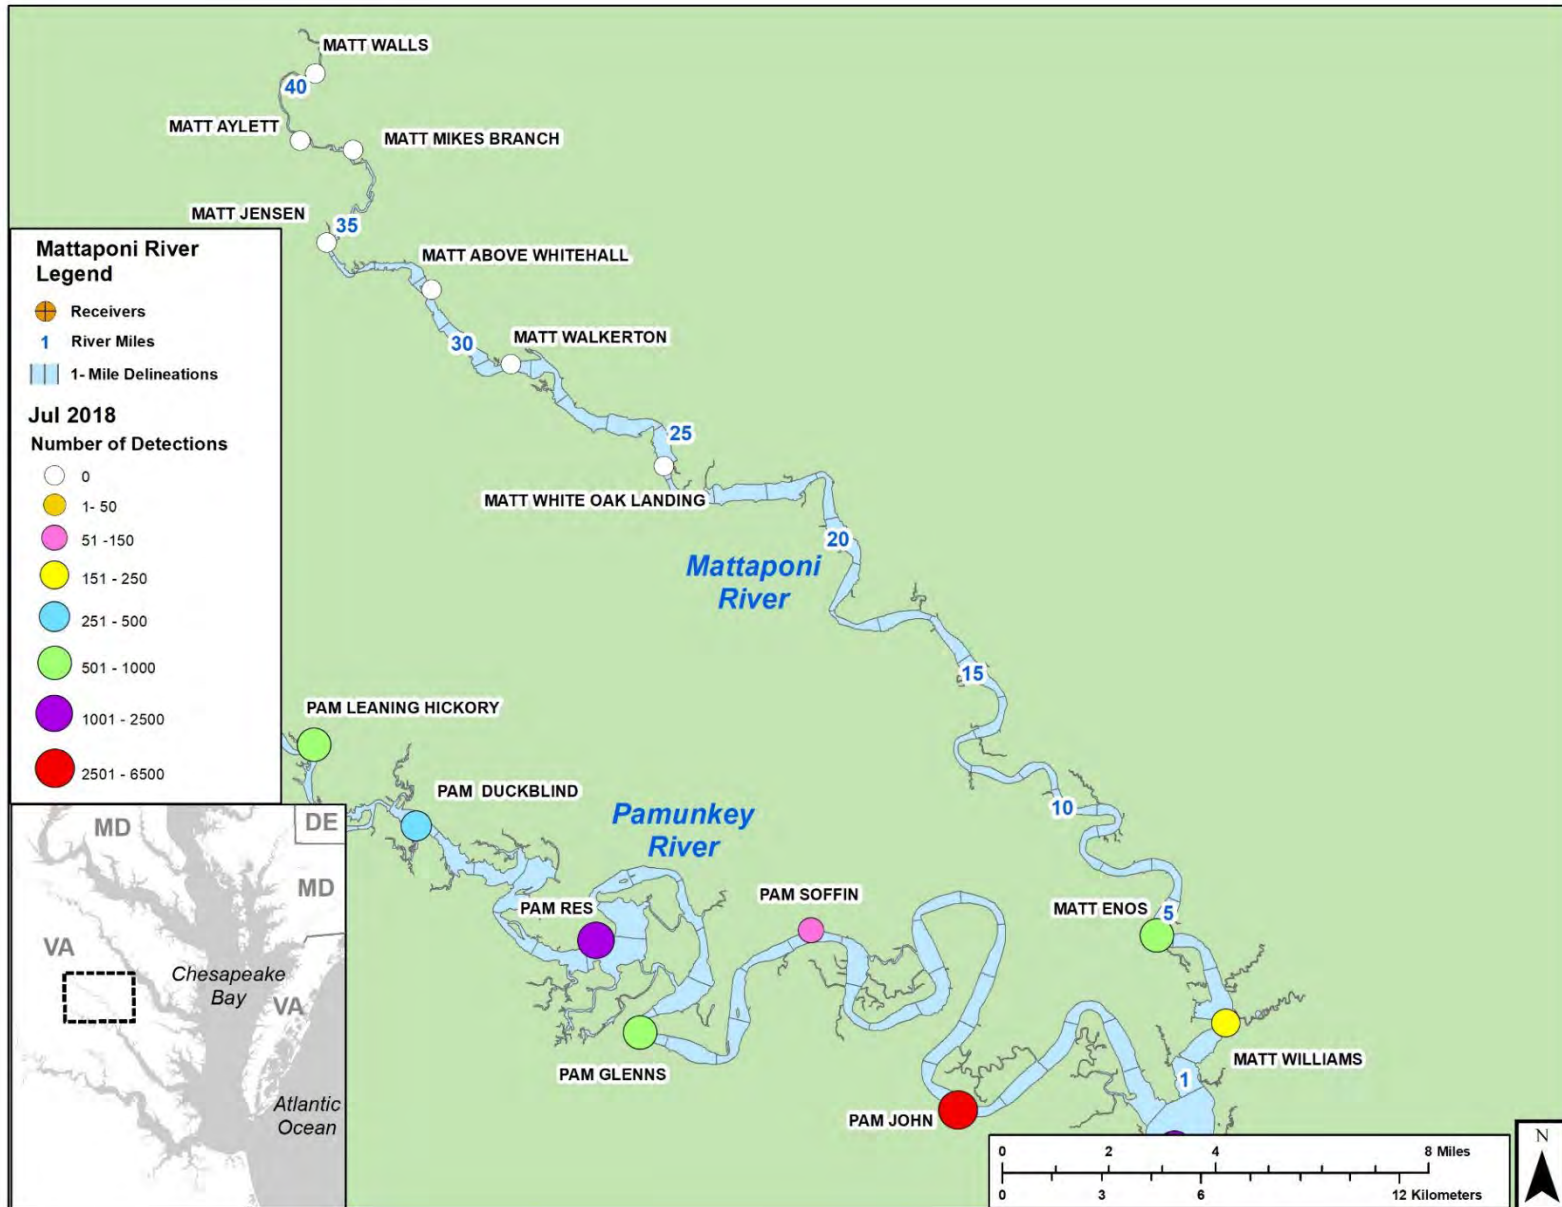 MATT WALLS
40
MATT AYLETT
MATT MIKES BRANCH
MATT JENSEN
35
MATT ABOVE WHITEHALL
30
MATT WALKERTON
25
MATT WHITE OAK LANDING
20
Mattaponi
River
15
10
MATT ENOS
5
MATT WILLIAMS
1
PAM LEANING HICKORY
PAM DUCKBLIND
Pamunkey
River
PAM RES
PAM SOFFIN
PAM GLENNS
PAM JOHN
Mattaponi River
Legend
Receivers
1 River Miles
1- Mile Delineations
Jul 2018
Number of Detections
0
1- 50
51 -150
151 - 250
251 - 500
501 - 1000
1001 - 2500
2501 - 6500
MD
DE
MD
VA
Chesapeake
Bay
VA
Atlantic
Ocean
0 2 4 8 Miles
0 3 6 12 Kilometers
N